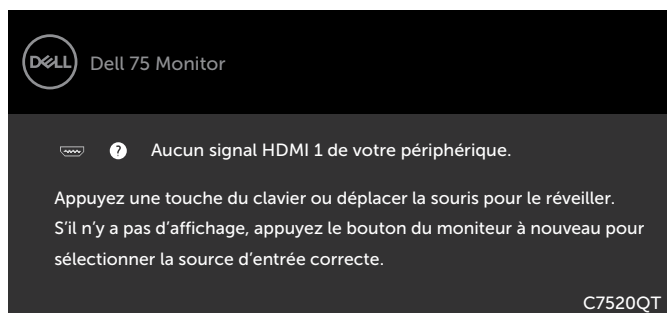 DELL
Dell 75 Monitor
? Aucun signal HDMI 1 de votre périphérique.
Appuyez une touche du clavier ou déplacer la souris pour le réveiller.
S’il n’y a pas d’affichage, appuyez le bouton du moniteur à nouveau pour
sélectionner la source d’entrée correcte.
C7520QT